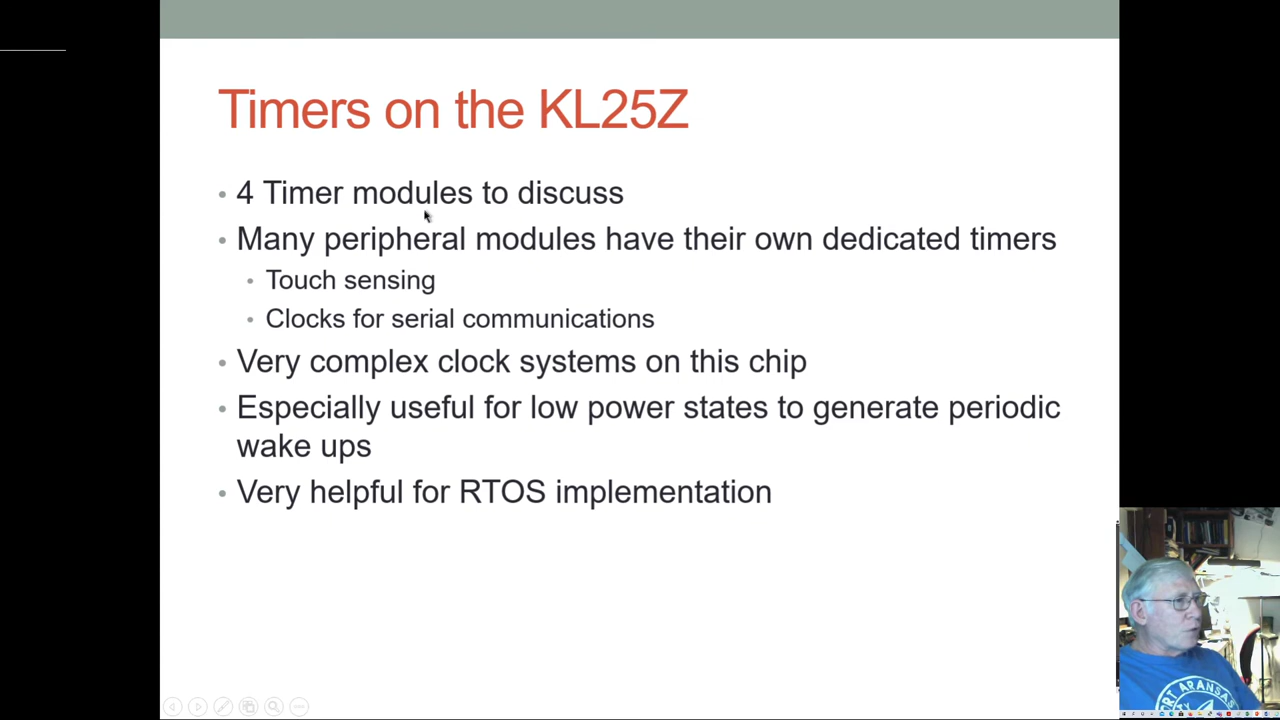 Timers on the KL25Z
• 4 Timer modules to discuss
• Many peripheral modules have their own dedicated timers
• Touch sensing
• Clocks for serial communications
• Very complex clock systems on this chip
• Especially useful for low power states to generate periodic
wake ups
• Very helpful for RTOS implementation
ARANSAS